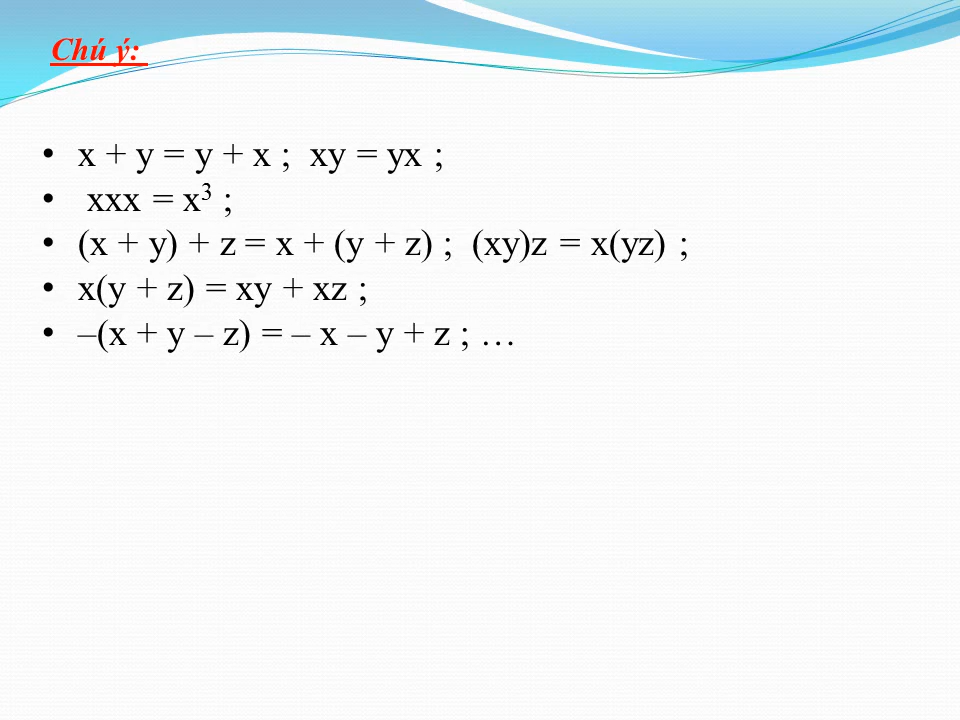 Chú ý:
• x + y = y + x ; xy = yx ;
• xxx = x³ ;
• (x + y) + z = x + (y + z) ; (xy)z = x(yz) ;
• x(y + z) = xy + xz ;
• –(x + y – z) = – x – y + z ; …